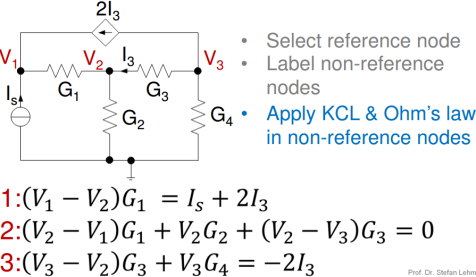 2I₃
V₁ V₂ I₃ V₃
Iₛ G₁ G₃
G₂ G₄
• Select reference node
• Label non-reference
nodes
• Apply KCL & Ohm's law
in non-reference nodes
1:(V₁ − V₂)G₁ = Iₛ + 2I₃
2:(V₂ − V₁)G₁ + V₂G₂ + (V₂ − V₃)G₃ = 0
3:(V₃ − V₂)G₃ + V₃G₄ = −2I₃
Prof. Dr. Stefan